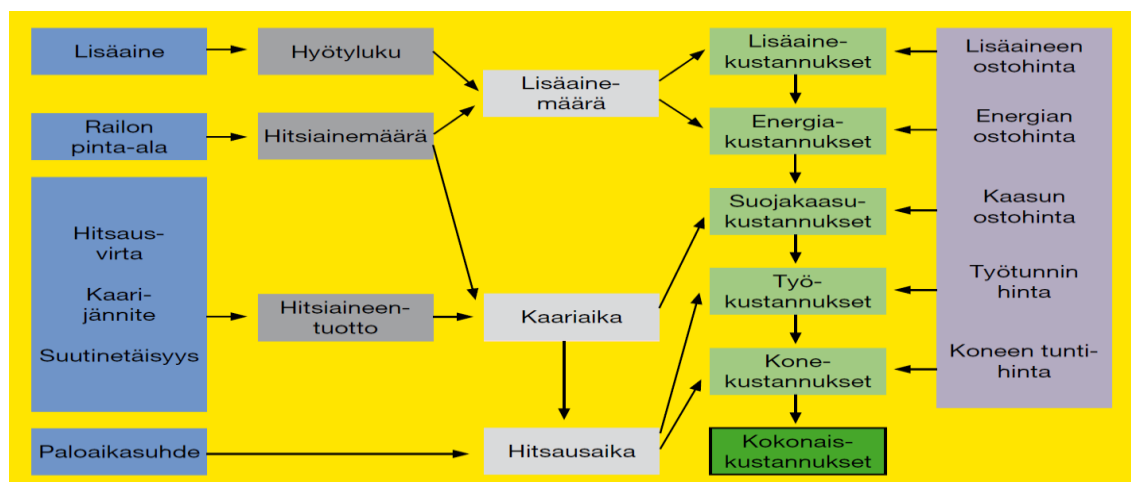 Lisäaine
Hyötyluku
Lisäaine-
määrä
Lisäaine-
kustannukset
Lisäaineen
ostohinta
Railon
pinta-ala
Hitsiainemäärä
Energia-
kustannukset
Energian
ostohinta
Suojakaasu-
kustannukset
Kaasun
ostohinta
Hitsaus-
virta
Kaari-
jännite
Suutinetäisyys
Hitsiaineen-
tuotto
Kaariaika
Työ-
kustannukset
Työtunnin
hinta
Kone-
kustannukset
Koneen tunti-
hinta
Paloaikasuhde
Hitsausaika
Kokonais-
kustannukset